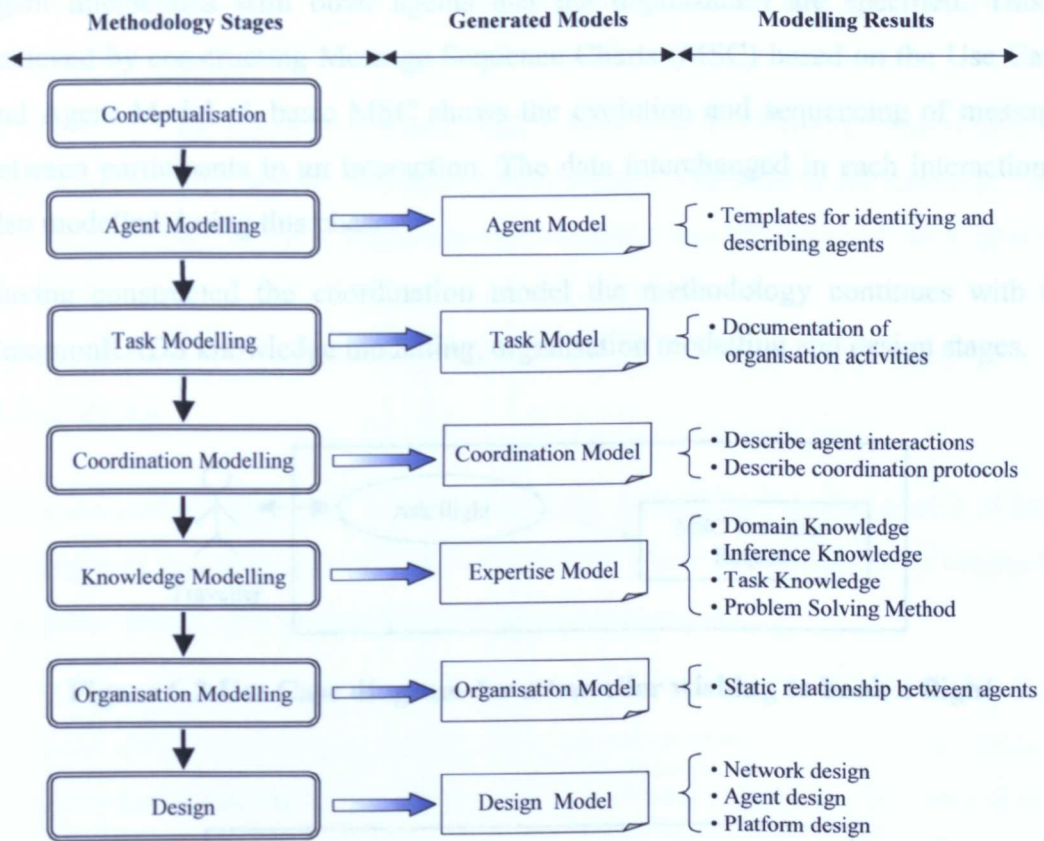 Methodology Stages Generated Models Modelling Results
Conceptualisation
Agent Modelling Agent Model • Templates for identifying and
describing agents
Task Modelling Task Model • Documentation of
organisation activities
Coordination Modelling Coordination Model • Describe agent interactions
• Describe coordination protocols
Knowledge Modelling Expertise Model • Domain Knowledge
• Inference Knowledge
• Task Knowledge
• Problem Solving Method
Organisation Modelling Organisation Model • Static relationship between agents
Design Design Model • Network design
• Agent design
• Platform design